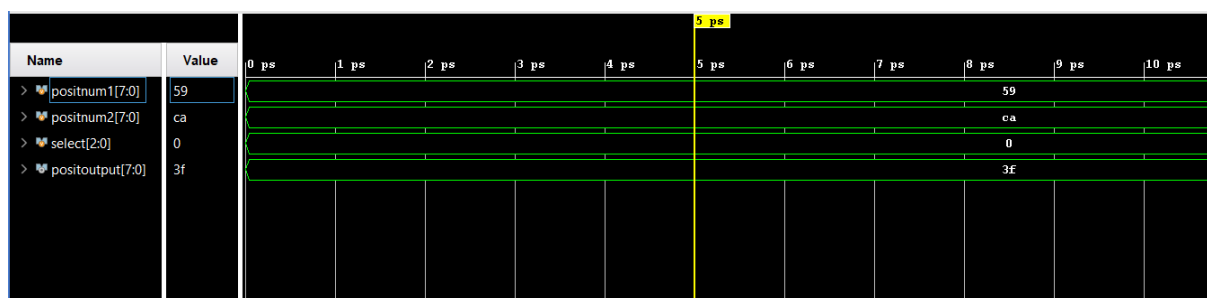 5 ps
Name Value 0 ps 1 ps 2 ps 3 ps 4 ps 5 ps 6 ps 7 ps 8 ps 9 ps 10 ps
positnum1[7:0] 59 59
positnum2[7:0] ca ca
select[2:0] 0 0
positoutput[7:0] 3f 3f